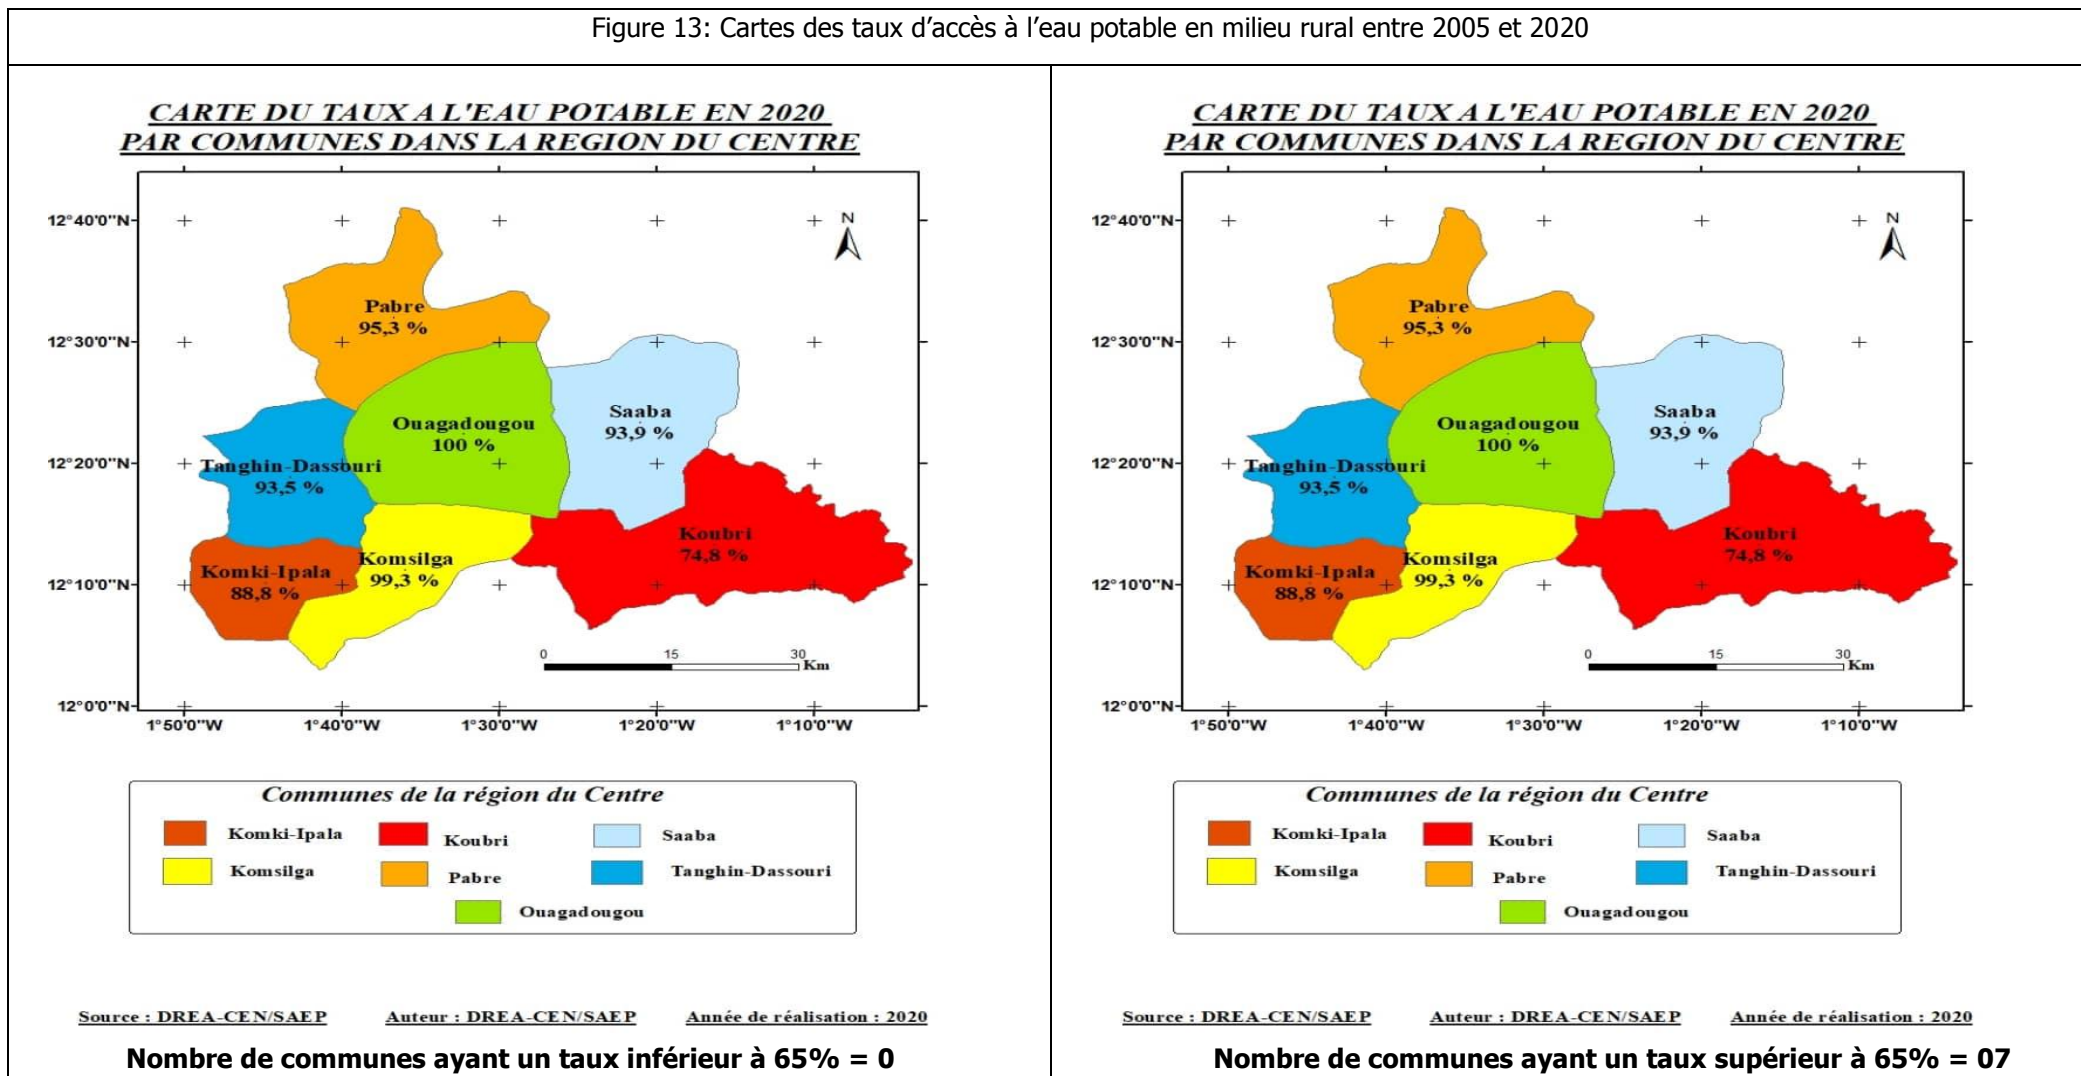 Figure 13: Cartes des taux d’accès à l’eau potable en milieu rural entre 2005 et 2020
CARTE DU TAUX A L'EAU POTABLE EN 2020
PAR COMMUNES DANS LA REGION DU CENTRE
12°40'0"N
12°30'0"N
12°20'0"N
12°10'0"N
12°0'0"N
1°50'0"W
1°40'0"W
1°30'0"W
1°20'0"W
1°10'0"W
N
Pabre
95,3 %
Ouagadougou
100 %
Saaba
93,9 %
Tanghin-Dassouri
93,5 %
Koubri
74,8 %
Komsilga
99,3 %
Komki-Ipala
88,8 %
0 15 30
Km
Communes de la région du Centre
Komki-Ipala
Koubri
Saaba
Komsilga
Pabre
Tanghin-Dassouri
Ouagadougou
Source : DREA-CEN/SAEP Auteur : DREA-CEN/SAEP Année de réalisation : 2020
Nombre de communes ayant un taux inférieur à 65% = 0
CARTE DU TAUX A L'EAU POTABLE EN 2020
PAR COMMUNES DANS LA REGION DU CENTRE
12°40'0"N
12°30'0"N
12°20'0"N
12°10'0"N
12°0'0"N
1°50'0"W
1°40'0"W
1°30'0"W
1°20'0"W
1°10'0"W
N
Pabre
95,3 %
Ouagadougou
100 %
Saaba
93,9 %
Tanghin-Dassouri
93,5 %
Koubri
74,8 %
Komsilga
99,3 %
Komki-Ipala
88,8 %
0 15 30
Km
Communes de la région du Centre
Komki-Ipala
Koubri
Saaba
Komsilga
Pabre
Tanghin-Dassouri
Ouagadougou
Source : DREA-CEN/SAEP Auteur : DREA-CEN/SAEP Année de réalisation : 2020
Nombre de communes ayant un taux supérieur à 65% = 07